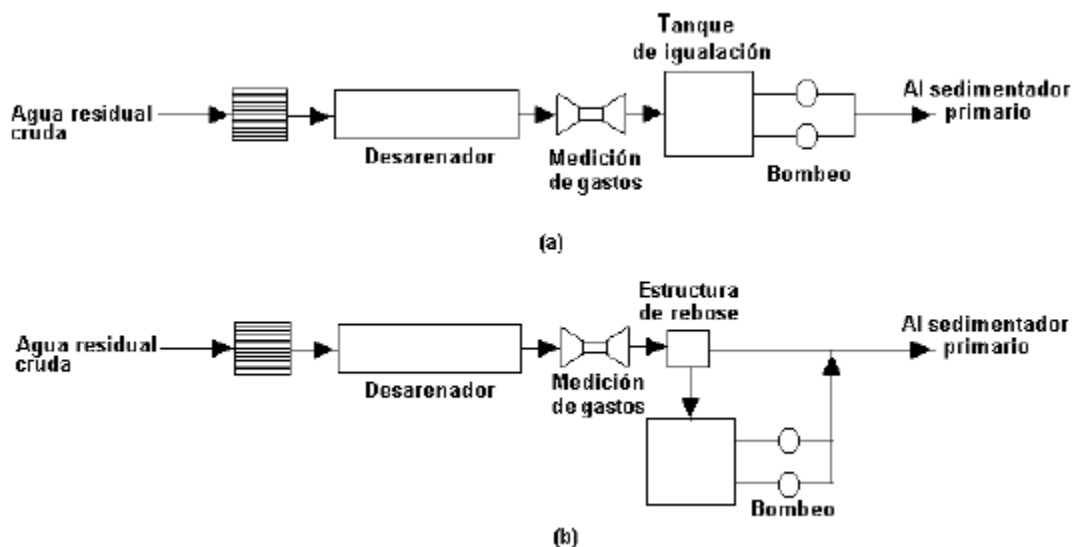 Tanque
de igualación
Agua residual
cruda
Al sedimentador
primario
Desarenador
Medición
de gastos
Bombeo
(a)
Estructura
de rebose
Agua residual
cruda
Al sedimentador
primario
Desarenador
Medición
de gastos
Bombeo
(b)